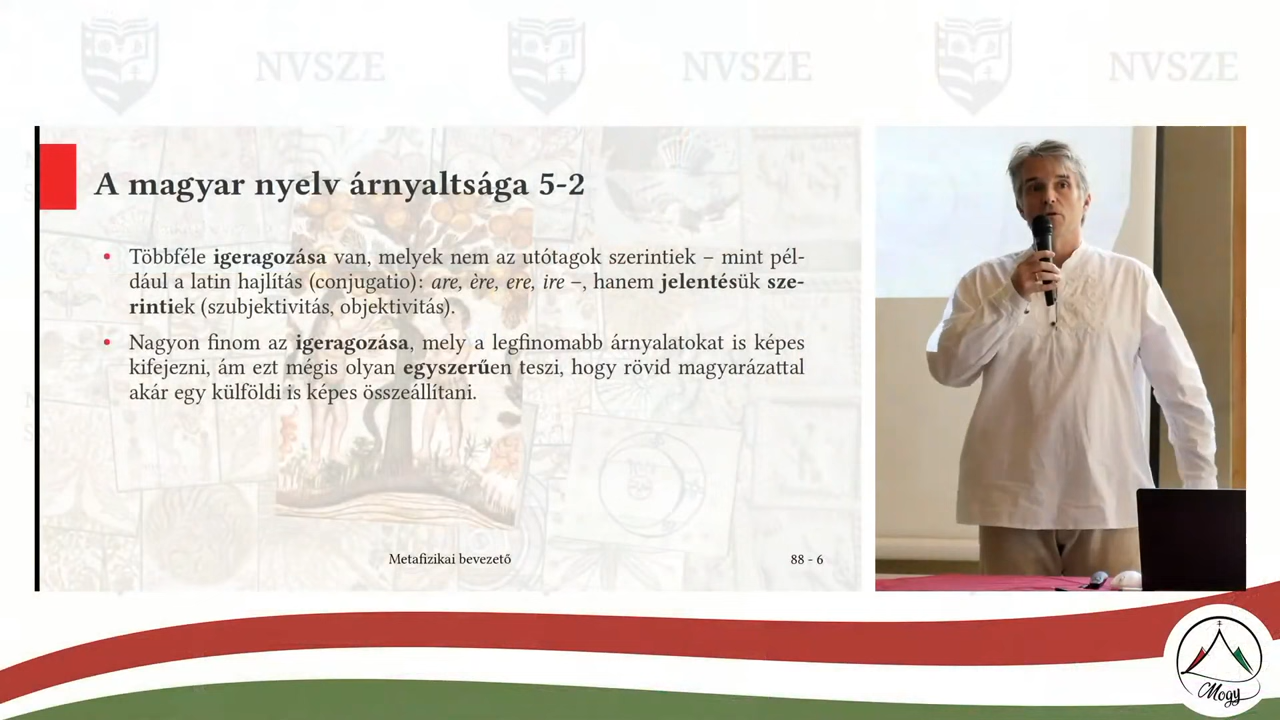 NVSZE NVSZE NVSZE
A magyar nyelv árnyaltsága 5-2
• Többféle igeragozása van, melyek nem az utótagok szerintiek – mint pél-
dául a latin hajlítás (conjugatio): are, ère, ere, ire –, hanem jelentésük sze-
rintiek (szubjektivitás, objektivitás).
• Nagyon finom az igeragozása, mely a legfinomabb árnyalatokat is képes
kifejezni, ám ezt mégis olyan egyszerűen teszi, hogy rövid magyarázattal
akár egy külföldi is képes összeállítani.
Metafizikai bevezető 88 - 6
Mogy